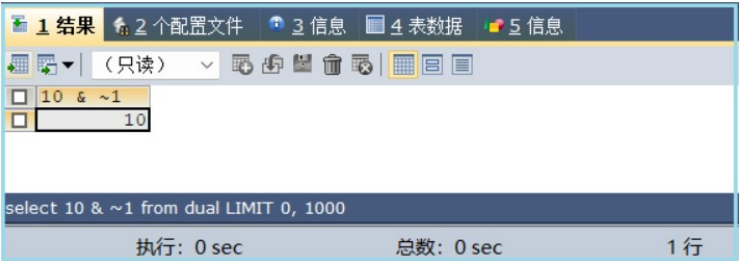 1 结果 2 个配置文件 3 信息 4 表数据 5 信息
（只读）
10 & ~1
10
select 10 & ~1 from dual LIMIT 0, 1000
执行: 0 sec 总数: 0 sec 1 行